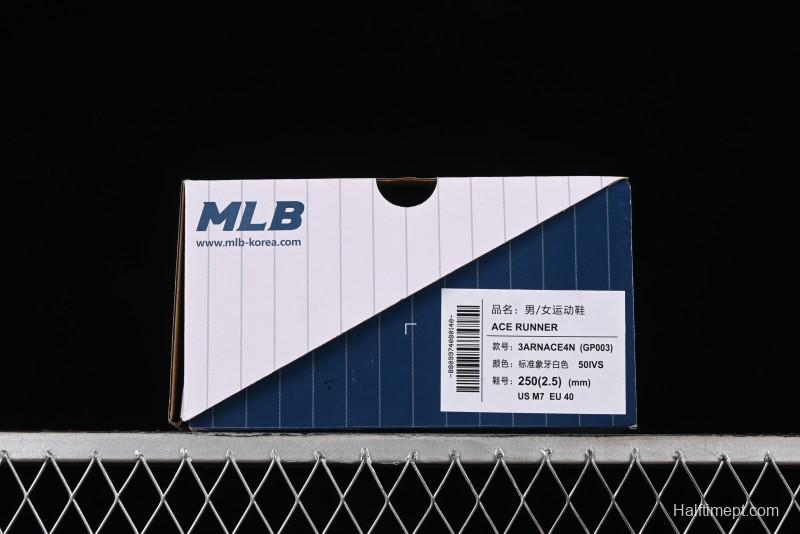 MLB
www.mlb-korea.com
品名：男/女运动鞋
ACE RUNNER
款号：3ARNACE4N (GP003)
颜色：标准象牙白色 50IVS
鞋号：250(2.5) (mm)
US M7 EU 40
Halftimept.com/